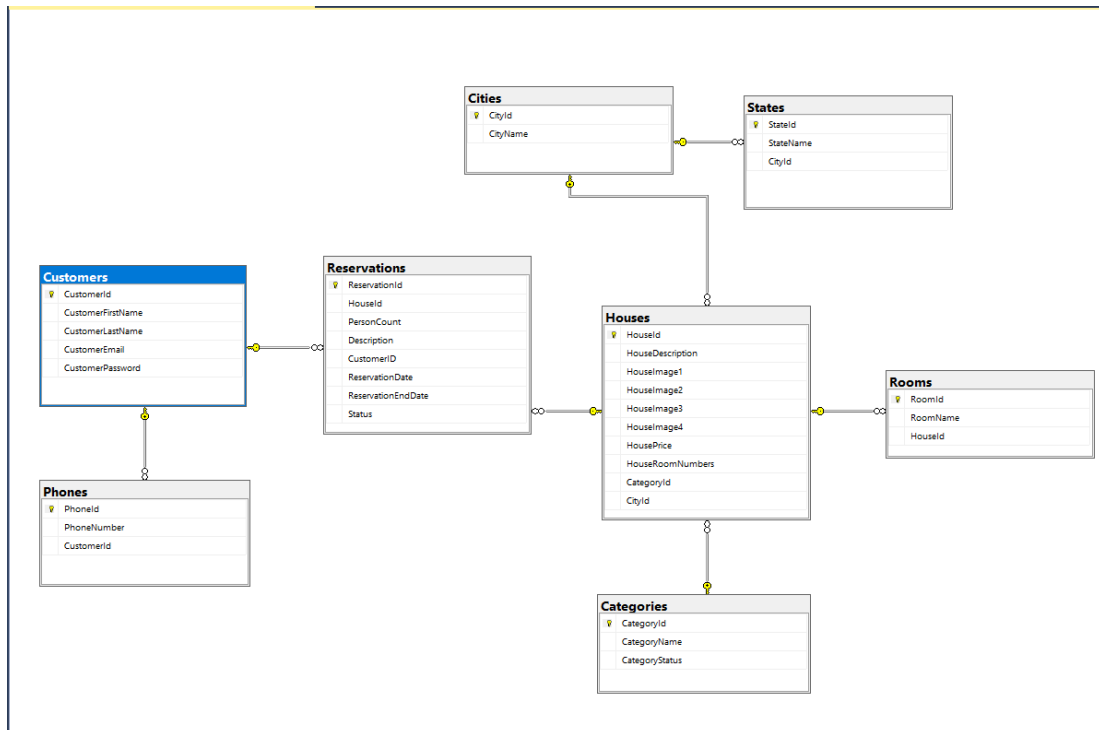 Cities
CityId
CityName
States
StateId
StateName
CityId
Customers
CustomerId
CustomerFirstName
CustomerLastName
CustomerEmail
CustomerPassword
Reservations
ReservationId
HouseId
PersonCount
Description
CustomerID
ReservationDate
ReservationEndDate
Status
Houses
HouseId
HouseDescription
HouseImage1
HouseImage2
HouseImage3
HouseImage4
HousePrice
HouseRoomNumbers
CategoryId
CityId
Rooms
RoomId
RoomName
HouseId
Phones
PhoneId
PhoneNumber
CustomerId
Categories
CategoryId
CategoryName
CategoryStatus